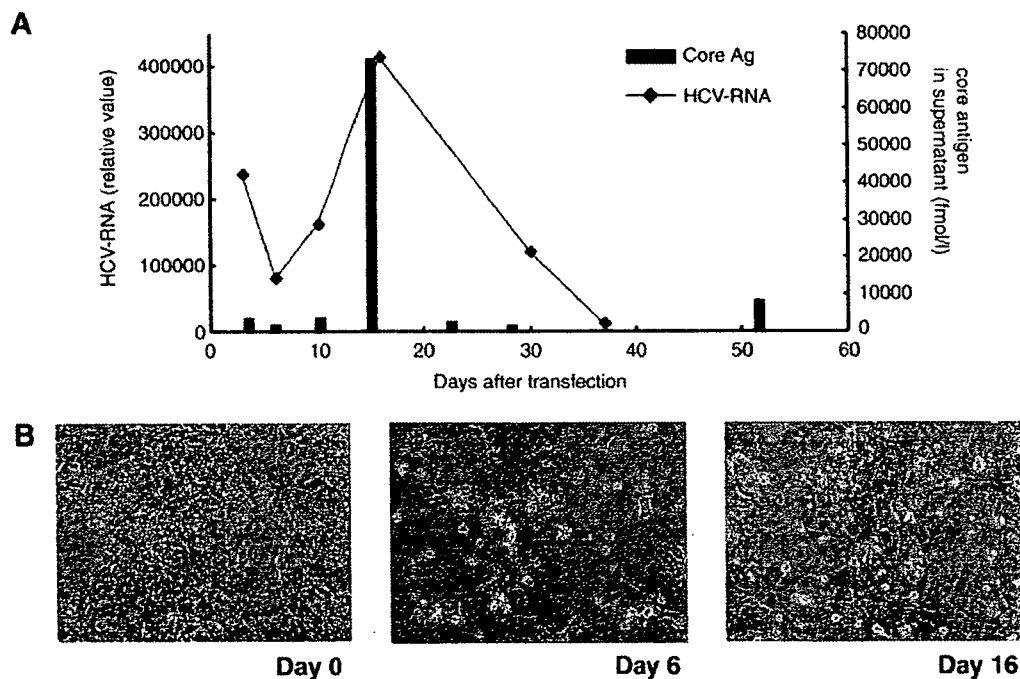 A
HCV-RNA (relative value)
400000
300000
200000
100000
0
Core Ag
HCV-RNA
80000
70000
60000
50000
40000
30000
20000
10000
0
core antigen
in supernatant (fmol/l)
0 10 20 30 40 50 60
Days after transfection
B
Day 0 Day 6 Day 16